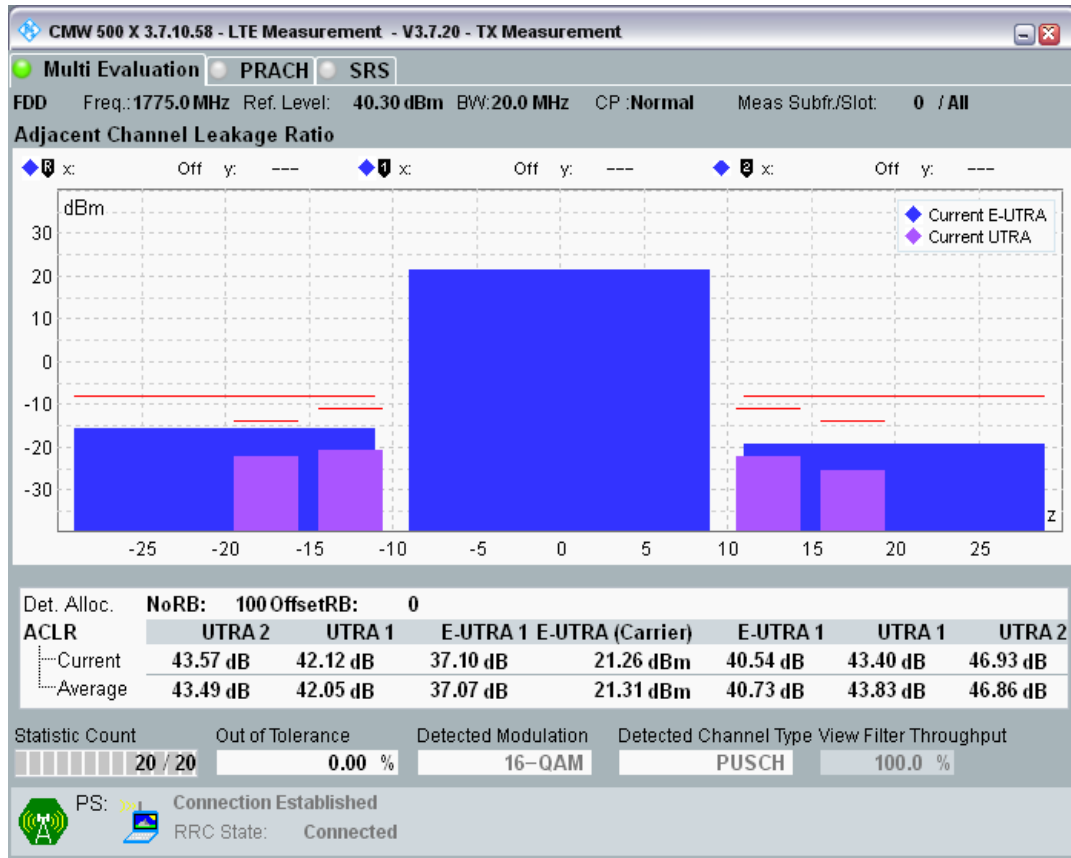 CMW 500 X 3.7.10.58 - LTE Measurement - V3.7.20 - TX Measurement
Multi Evaluation PRACH SRS
FDD Freq.:1775.0 MHz Ref. Level: 40.30 dBm BW:20.0 MHz CP :Normal Meas Subfr./Slot: 0 / All
Adjacent Channel Leakage Ratio
R x: Off y: --- 1 x: Off y: --- 2 x: Off y: ---
dBm
Current E-UTRA
Current UTRA
30
20
10
0
-10
-20
-30
z
-25 -20 -15 -10 -5 0 5 10 15 20 25
Det. Alloc. NoRB: 100 OffsetRB: 0
ACLR UTRA 2 UTRA 1 E-UTRA 1 E-UTRA (Carrier) E-UTRA 1 UTRA 1 UTRA 2
Current 43.57 dB 42.12 dB 37.10 dB 21.26 dBm 40.54 dB 43.40 dB 46.93 dB
Average 43.49 dB 42.05 dB 37.07 dB 21.31 dBm 40.73 dB 43.83 dB 46.86 dB
Statistic Count Out of Tolerance Detected Modulation Detected Channel Type View Filter Throughput
20 / 20 0.00 % 16-QAM PUSCH 100.0 %
PS: Connection Established
RRC State: Connected